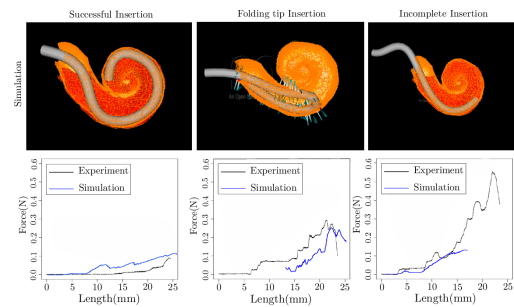 Successful Insertion
Folding tip Insertion
Incomplete Insertion
Simulation
Force(N)
0.0 0.1 0.2 0.3 0.4 0.5 0.6
Experiment
Simulation
0 5 10 15 20 25
Length(mm)
Force(N)
0.0 0.1 0.2 0.3 0.4 0.5 0.6
Experiment
Simulation
0 5 10 15 20 25
Length(mm)
Force(N)
0.0 0.1 0.2 0.3 0.4 0.5 0.6
Experiment
Simulation
0 5 10 15 20 25
Length(mm)